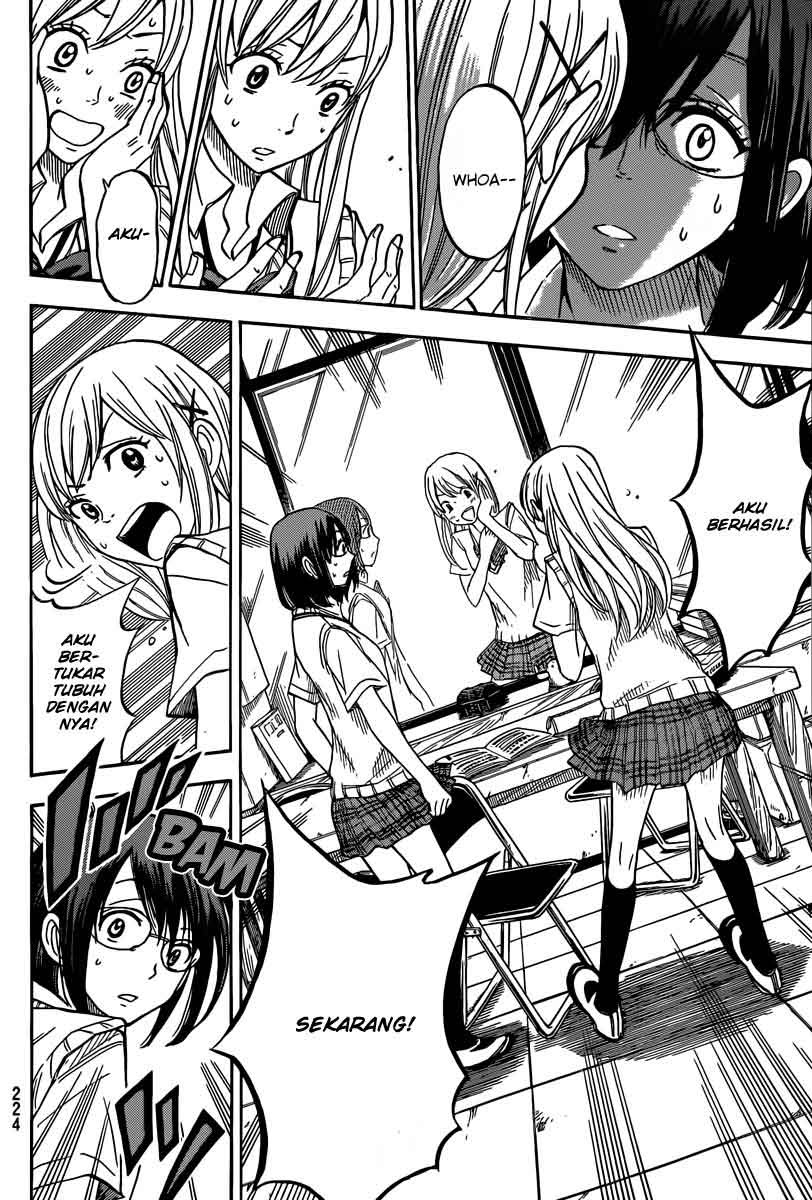 WHOA--
AKU-
AKU
BERHASIL!
AKU
BER-
TUKAR
TUBUH
DENGAN
NYA!
BAM
SEKARANG!
224